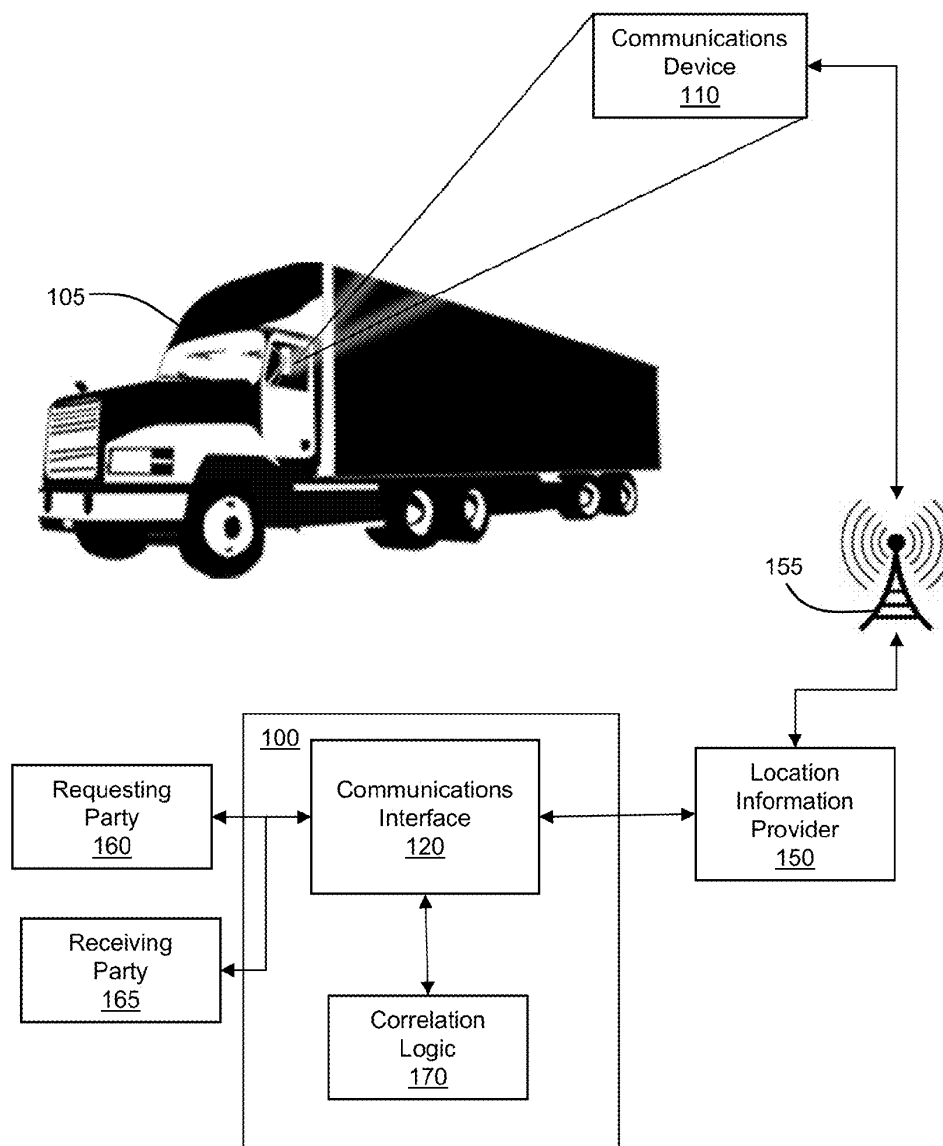 Communications
Device
110
105
155
100
Requesting
Party
160
Communications
Interface
120
Location
Information
Provider
150
Receiving
Party
165
Correlation
Logic
170